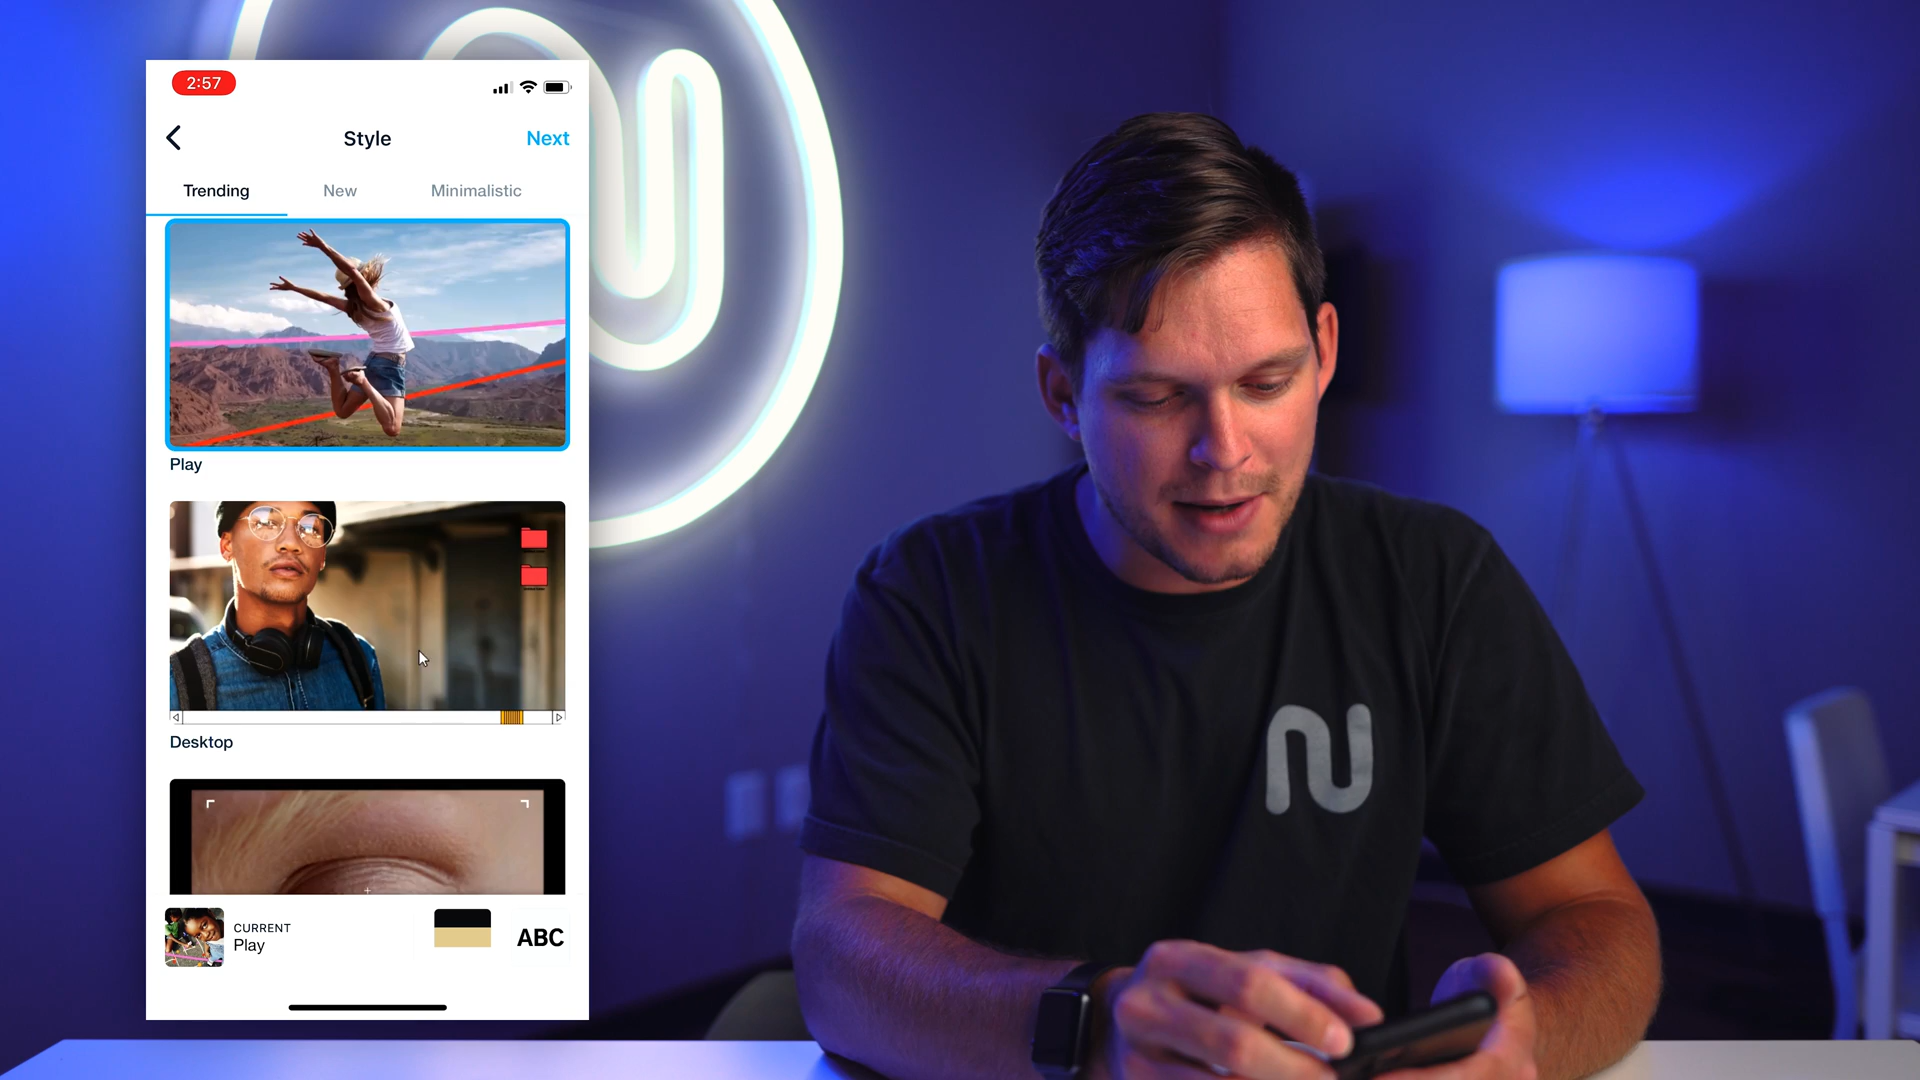 2:57
Style
Next
Trending
New
Minimalistic
Play
Desktop
CURRENT
Play
ABC